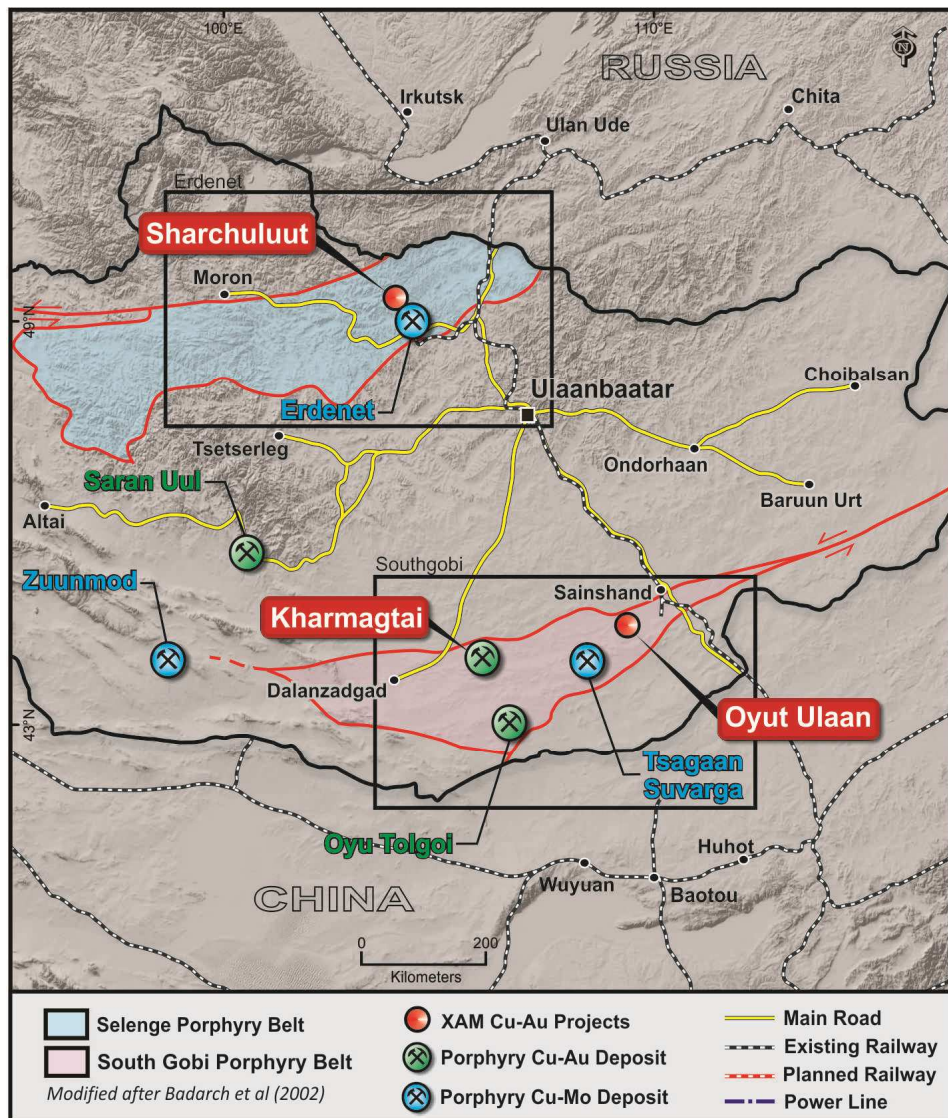 100°E
110°E
N
RUSSIA
Irkutsk
Chita
Ulan Ude
Erdenet
Sharchuluut
Moron
49°N
Choibalsan
Ulaanbaatar
Erdenet
Tsetserleg
Ondorhaan
Saran Uul
Baruun Urt
Altai
Southgobi
Zuunmod
Sainshand
Kharmagtai
Dalanzadgad
43°N
Oyut Ulaan
Tsagaan
Suvarga
Oyu Tolgoi
Huhot
Wuyuan
Baotou
CHINA
0 200
Kilometers
Selenge Porphyry Belt
South Gobi Porphyry Belt
Modified after Badarch et al (2002)
XAM Cu-Au Projects
Porphyry Cu-Au Deposit
Porphyry Cu-Mo Deposit
Main Road
Existing Railway
Planned Railway
Power Line